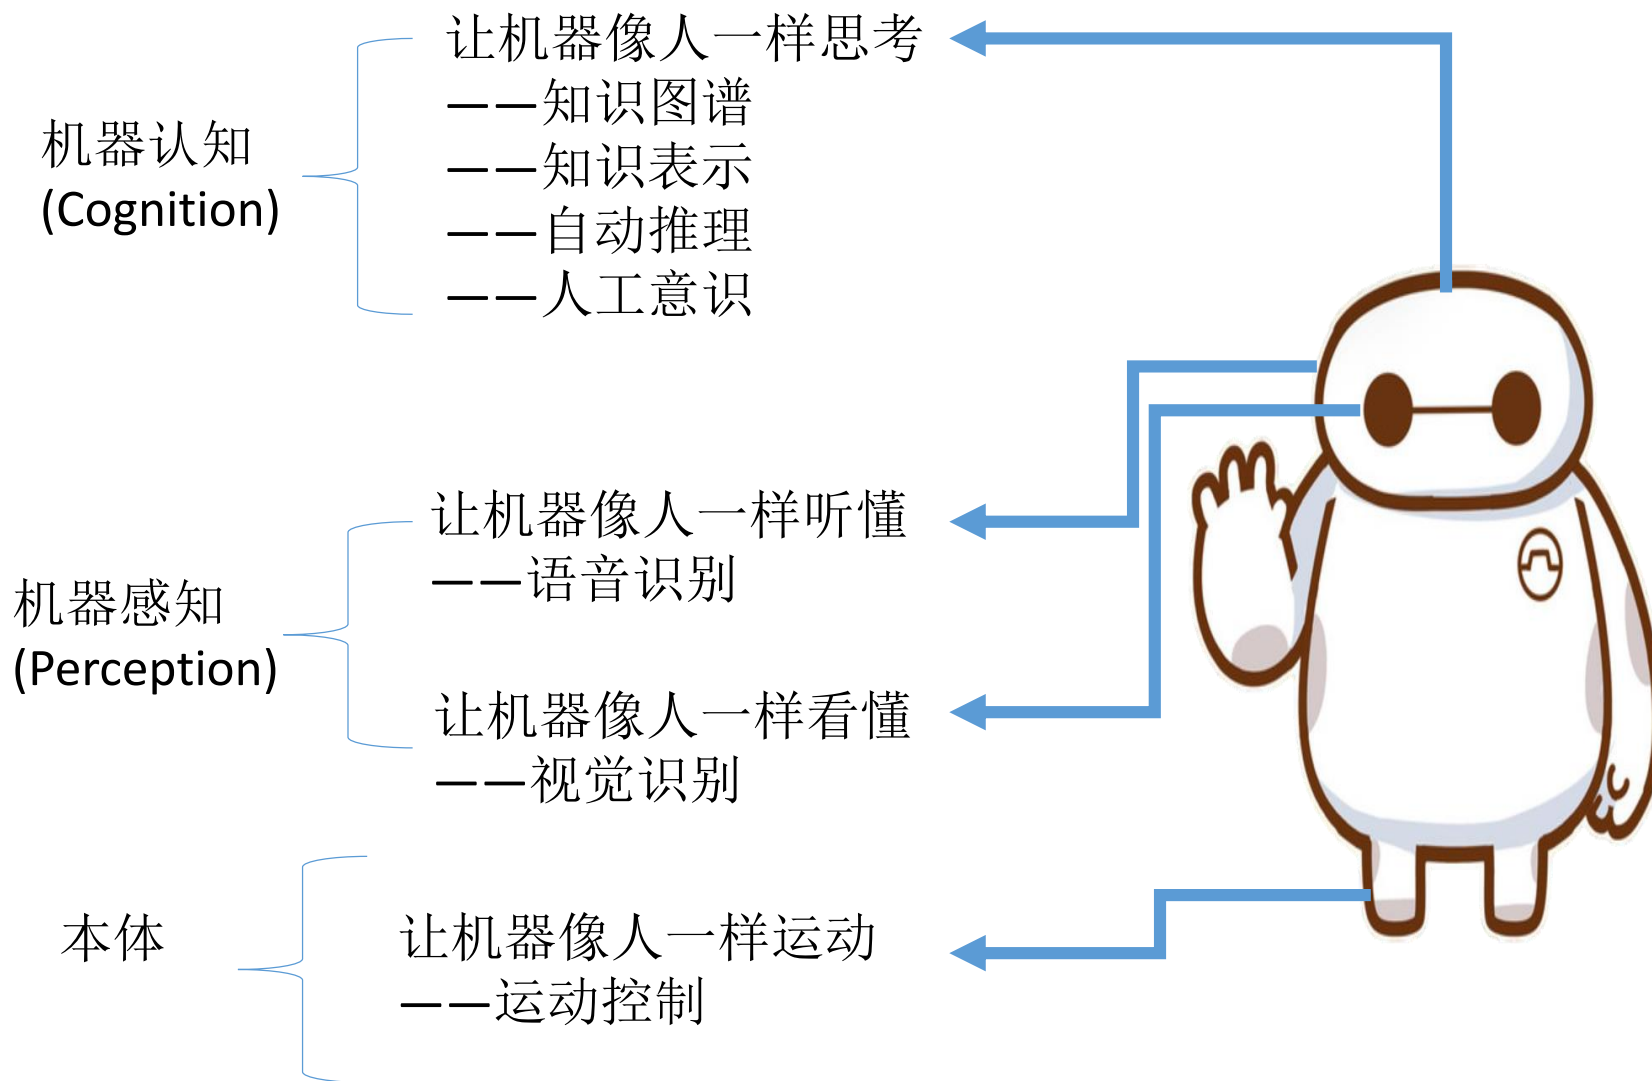 机器认知
(Cognition)
让机器像人一样思考
——知识图谱
——知识表示
——自动推理
——人工意识
机器感知
(Perception)
让机器像人一样听懂
——语音识别
让机器像人一样看懂
——视觉识别
本体
让机器像人一样运动
——运动控制